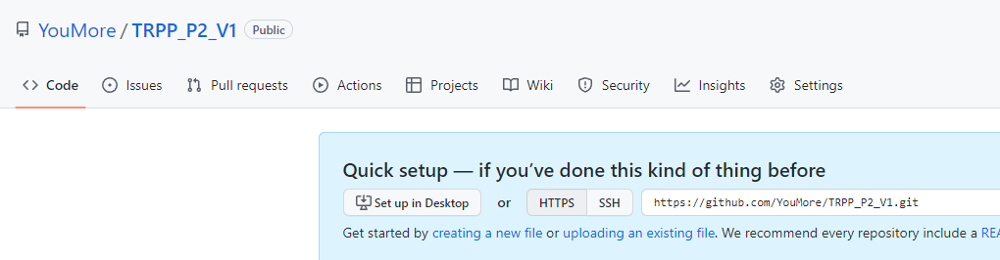 YouMore / TRPP_P2_V1 Public
Code Issues Pull requests Actions Projects Wiki Security Insights Settings
Quick setup — if you’ve done this kind of thing before
Set up in Desktop or HTTPS SSH https://github.com/YouMore/TRPP_P2_V1.git
Get started by creating a new file or uploading an existing file. We recommend every repository include a